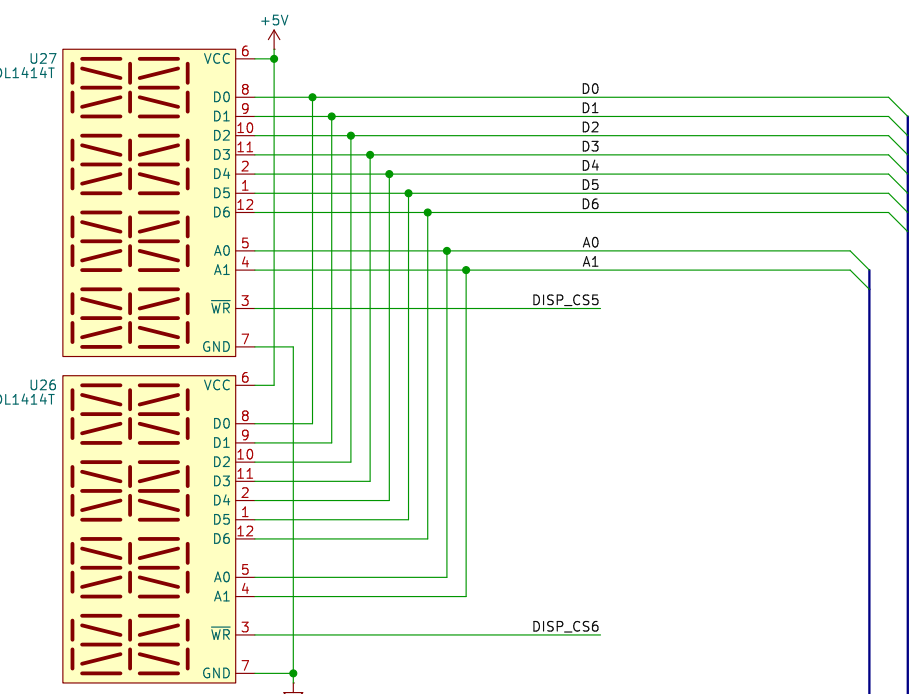 +5V
U27
DL1414T
VCC 6
D0 8 D0
D1 9 D1
D2 10 D2
D3 11 D3
D4 2 D4
D5 1 D5
D6 12 D6
A0 5 A0
A1 4 A1
WR 3 DISP_CS5
GND 7
U26
DL1414T
VCC 6
D0 8
D1 9
D2 10
D3 11
D4 2
D5 1
D6 12
A0 5
A1 4
WR 3 DISP_CS6
GND 7